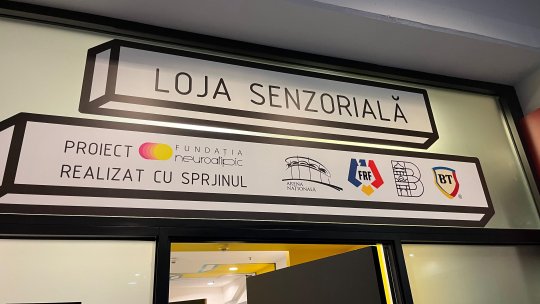 LOJA SENZORIALĂ
PROIECT FUNDAȚIA neuroatipic
REALIZAT CU SPRJINUL
ARENA NAȚIONALĂ
FRF
B
BT